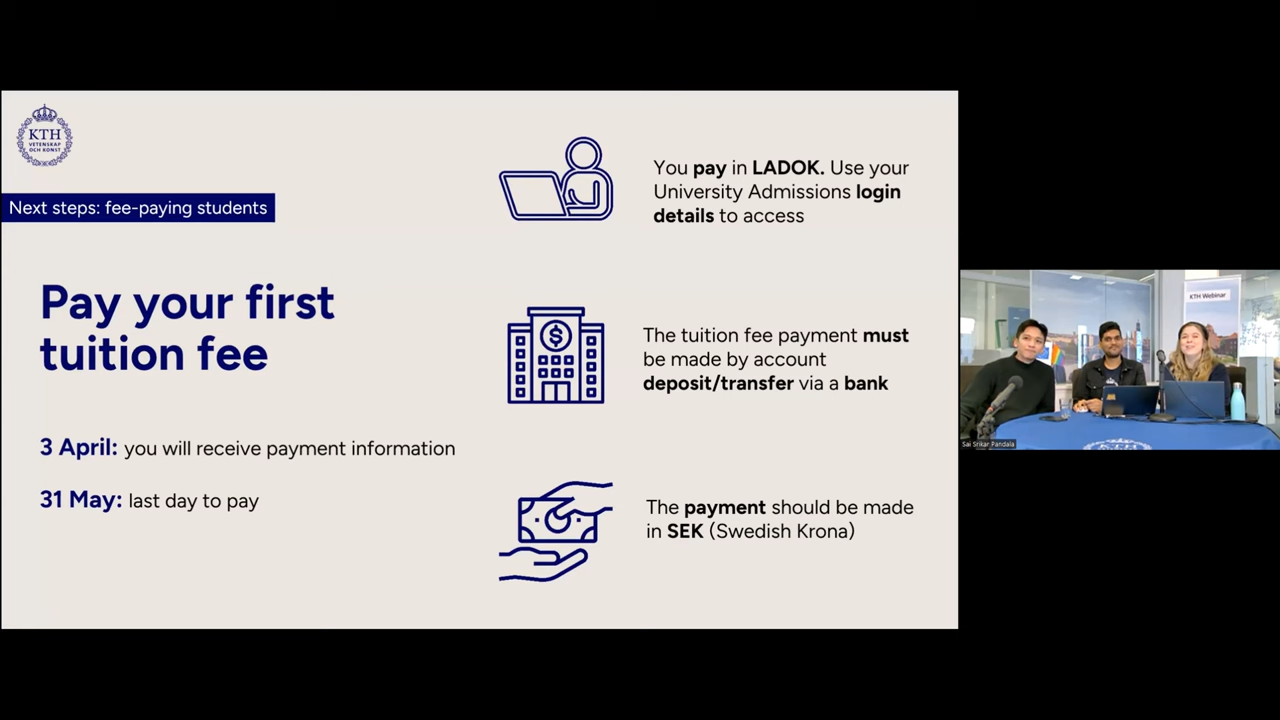 KTH
VETENSKAP
OCH KONST
Next steps: fee-paying students
Pay your first
tuition fee
3 April: you will receive payment information
31 May: last day to pay
You pay in LADOK. Use your
University Admissions login
details to access
The tuition fee payment must
be made by account
deposit/transfer via a bank
The payment should be made
in SEK (Swedish Krona)
KTH Webinar
Sai Srikar Pandala
KTH